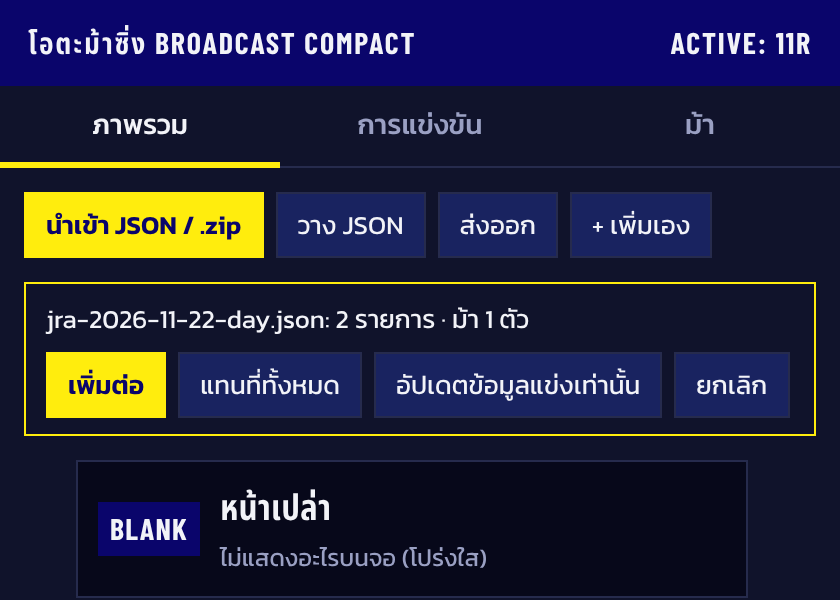 โอตะม้าซิ่ง BROADCAST COMPACT
ACTIVE: 11R
ภาพรวม
การแข่งขัน
ม้า
นำเข้า JSON / .zip
วาง JSON
ส่งออก
+ เพิ่มเอง
jra-2026-11-22-day.json: 2 รายการ · ม้า 1 ตัว
เพิ่มต่อ
แทนที่ทั้งหมด
อัปเดตข้อมูลแข่งเท่านั้น
ยกเลิก
BLANK
หน้าเปล่า
ไม่แสดงอะไรบนจอ (โปร่งใส)